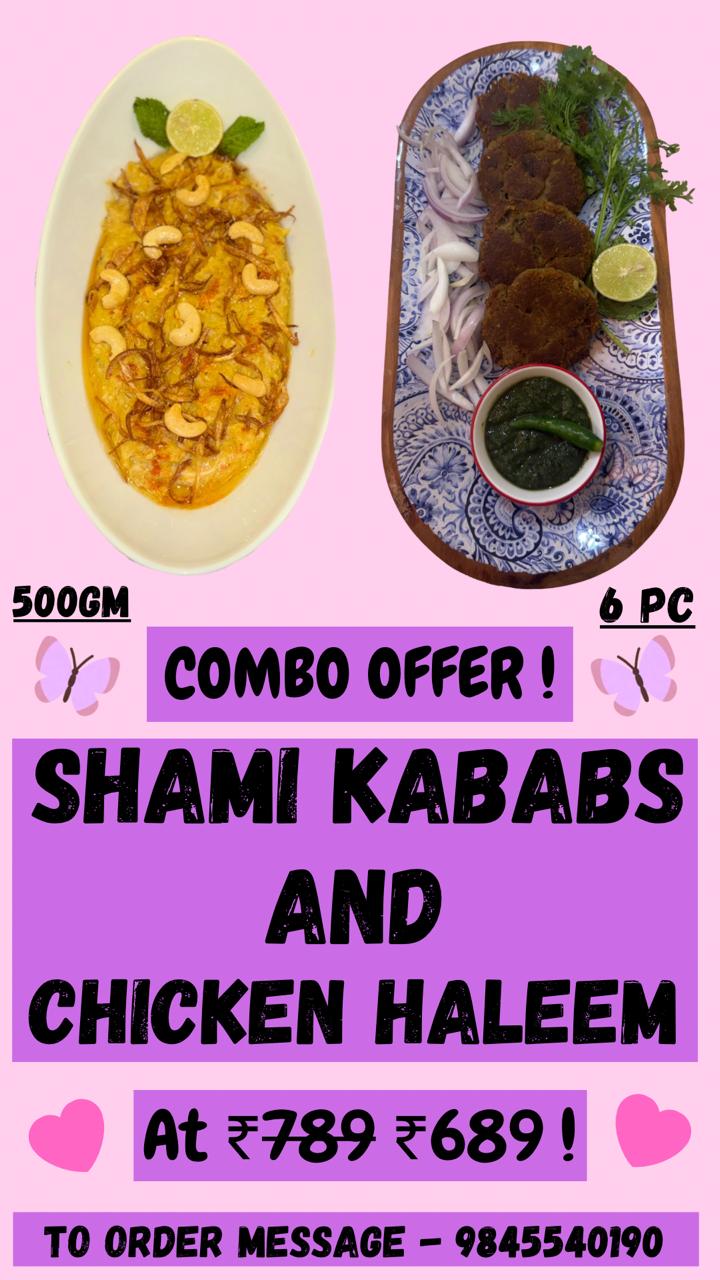 500GM
6 PC
COMBO OFFER !
SHAMI KABABS
AND
CHICKEN HALEEM
At ₹789 ₹689 !
TO ORDER MESSAGE - 9845540190